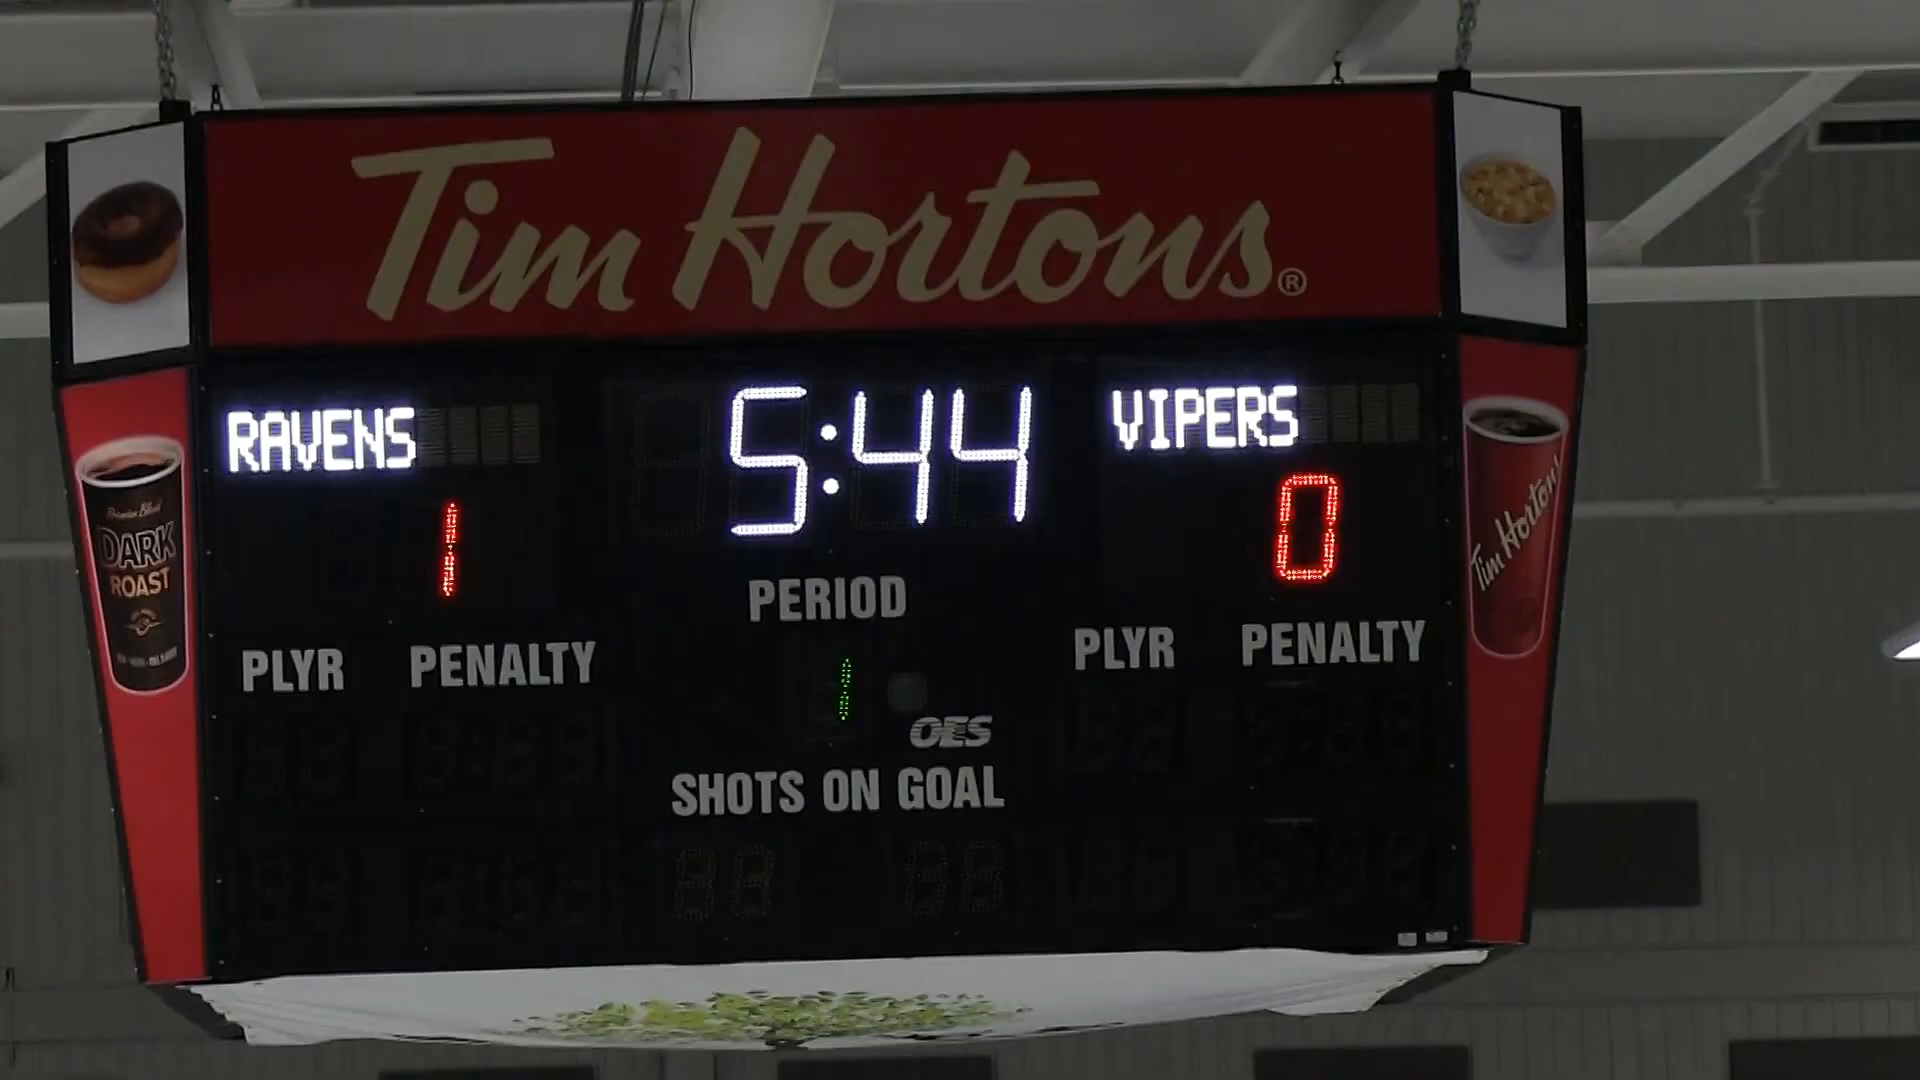 Tim Hortons®
RAVENS 5:44 VIPERS
1 0
PERIOD
PLYR PENALTY 1 PLYR PENALTY
OES
SHOTS ON GOAL
DARK
ROAST
Tim Hortons